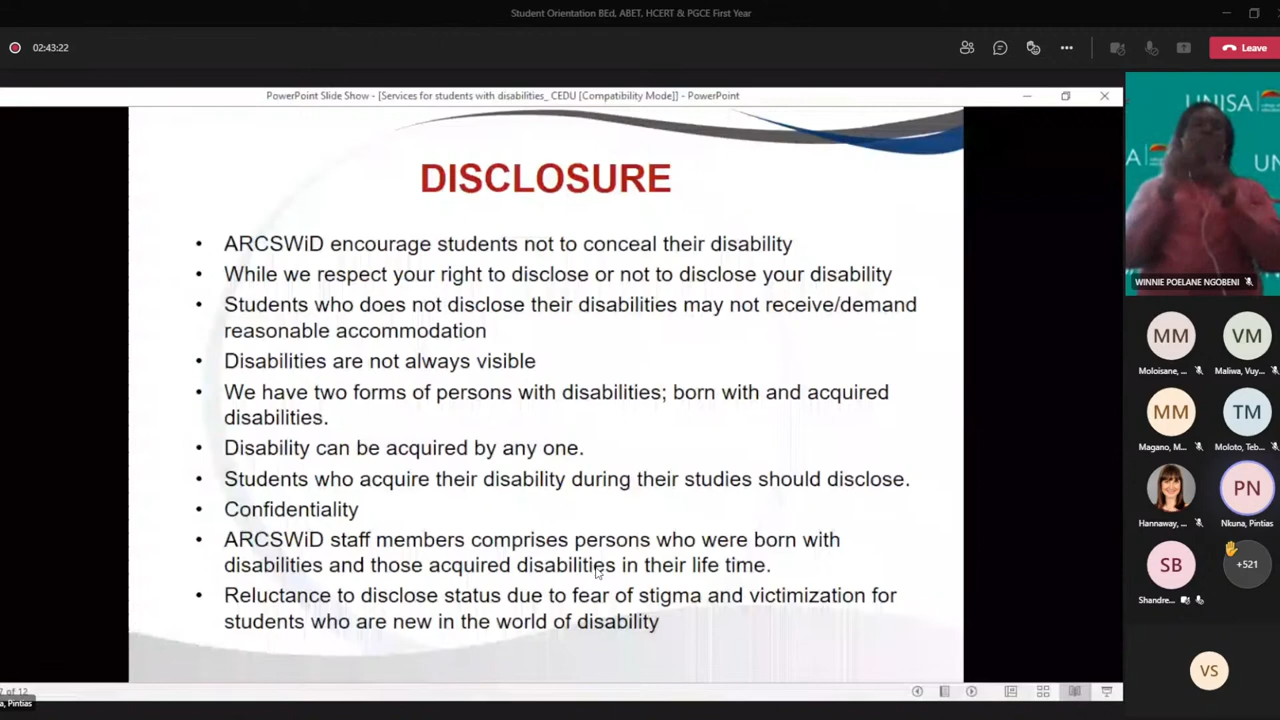 Student Orientation BEd, ABET, HCERT & PGCE First Year
02:43:22
Leave
PowerPoint Slide Show - [Services for students with disabilities_ CEDU [Compatibility Mode]] - PowerPoint
DISCLOSURE
• ARCSWiD encourage students not to conceal their disability
• While we respect your right to disclose or not to disclose your disability
• Students who does not disclose their disabilities may not receive/demand
reasonable accommodation
• Disabilities are not always visible
• We have two forms of persons with disabilities; born with and acquired
disabilities.
• Disability can be acquired by any one.
• Students who acquire their disability during their studies should disclose.
• Confidentiality
• ARCSWiD staff members comprises persons who were born with
disabilities and those acquired disabilities in their life time.
• Reluctance to disclose status due to fear of stigma and victimization for
students who are new in the world of disability
of 12
a, Pintias
UNISA
UN
WINNIE POELANE NGOBENI
MM
VM
Moloisane, ...
Maliwa, Vuy...
MM
TM
Magano, M...
Moloto, Teb...
PN
Hannaway, ...
Nkuna, Pintias
SB
+521
Shandre...
VS